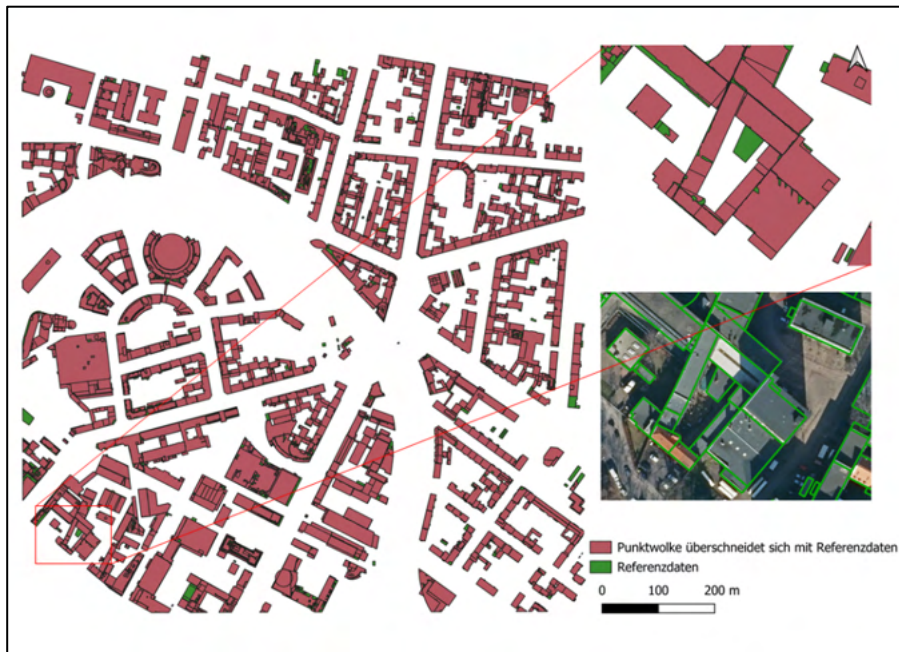 Punktwolke überschneidet sich mit Referenzdaten
Referenzdaten
0 100 200 m